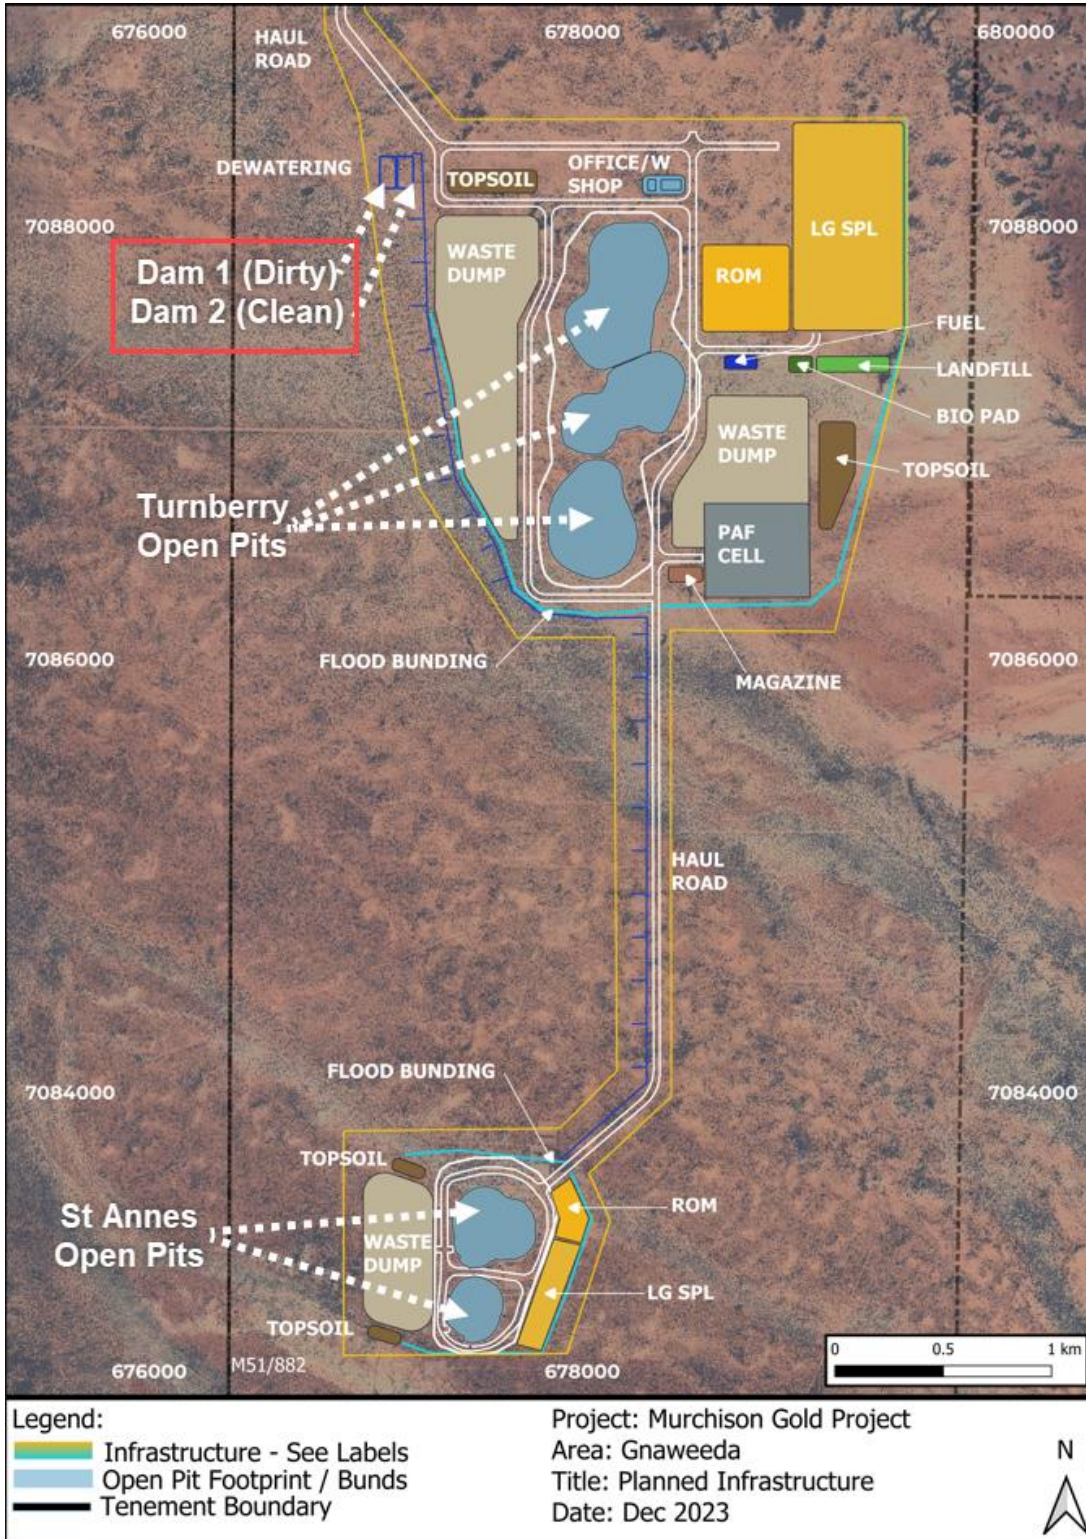 676000
678000
680000
HAUL
ROAD
DEWATERING
TOPSOIL
OFFICE/W
SHOP
7088000
7088000
WASTE
DUMP
LG SPL
Dam 1 (Dirty)
Dam 2 (Clean)
ROM
FUEL
LANDFILL
BIO PAD
WASTE
DUMP
TOPSOIL
Turnberry
Open Pits
PAF
CELL
FLOOD BUNDING
7086000
7086000
MAGAZINE
HAUL
ROAD
FLOOD BUNDING
7084000
7084000
TOPSOIL
St Annes
Open Pits
ROM
WASTE
DUMP
LG SPL
TOPSOIL
676000
M51/882
678000
0
0.5
1 km
Legend:
Infrastructure - See Labels
Open Pit Footprint / Bunds
Tenement Boundary
Project: Murchison Gold Project
Area: Gnaweeda
Title: Planned Infrastructure
Date: Dec 2023
N